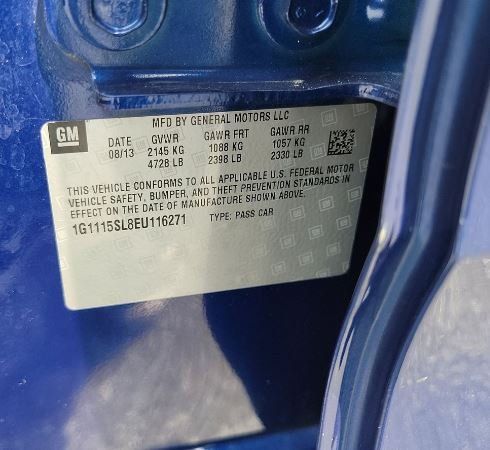 MFD BY GENERAL MOTORS LLC
GM
DATE GVWR GAWR FRT GAWR RR
08/13 2145 KG 1088 KG 1057 KG
4728 LB 2398 LB 2330 LB
THIS VEHICLE CONFORMS TO ALL APPLICABLE U.S. FEDERAL MOTOR
VEHICLE SAFETY, BUMPER, AND THEFT PREVENTION STANDARDS IN
EFFECT ON THE DATE OF MANUFACTURE SHOWN ABOVE.
1G1115SL8EU116271 TYPE: PASS CAR